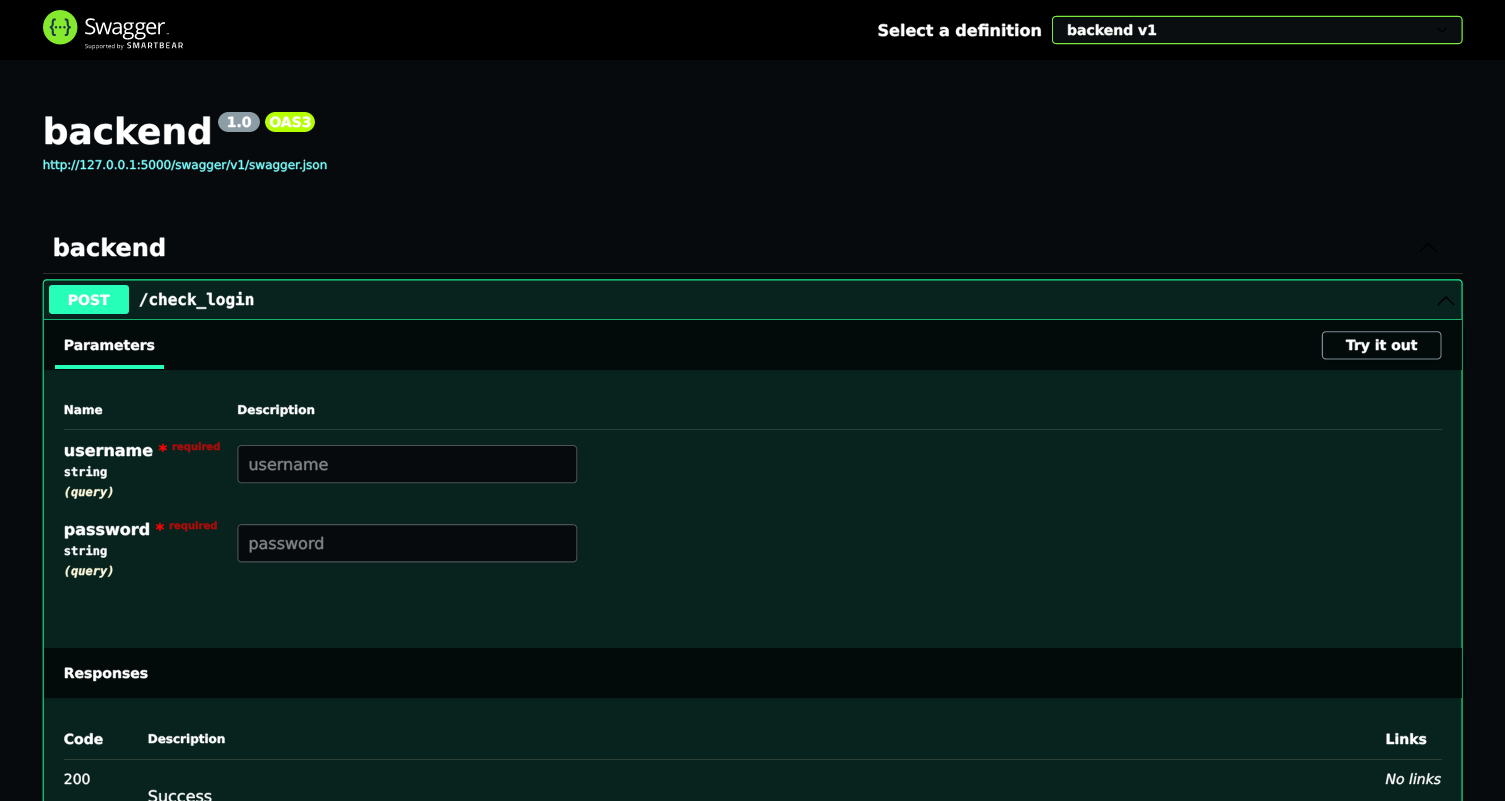 Swagger.
Supported by SMARTBEAR
Select a definition
backend v1
backend 1.0 OAS3
http://127.0.0.1:5000/swagger/v1/swagger.json
backend
POST /check_login
Parameters
Try it out
Name Description
username * required
string
(query)
username
password * required
string
(query)
password
Responses
Code Description Links
200
Success
No links